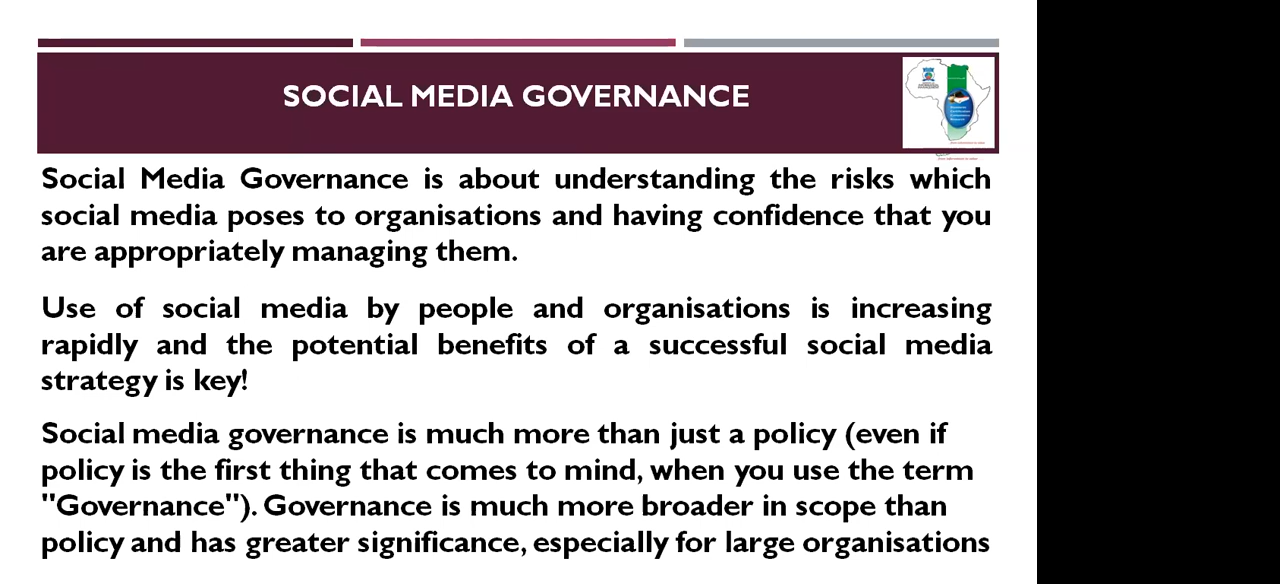 SOCIAL MEDIA GOVERNANCE
Social Media Governance is about understanding the risks which
social media poses to organisations and having confidence that you
are appropriately managing them.
Use of social media by people and organisations is increasing
rapidly and the potential benefits of a successful social media
strategy is key!
Social media governance is much more than just a policy (even if
policy is the first thing that comes to mind, when you use the term
"Governance"). Governance is much more broader in scope than
policy and has greater significance, especially for large organisations